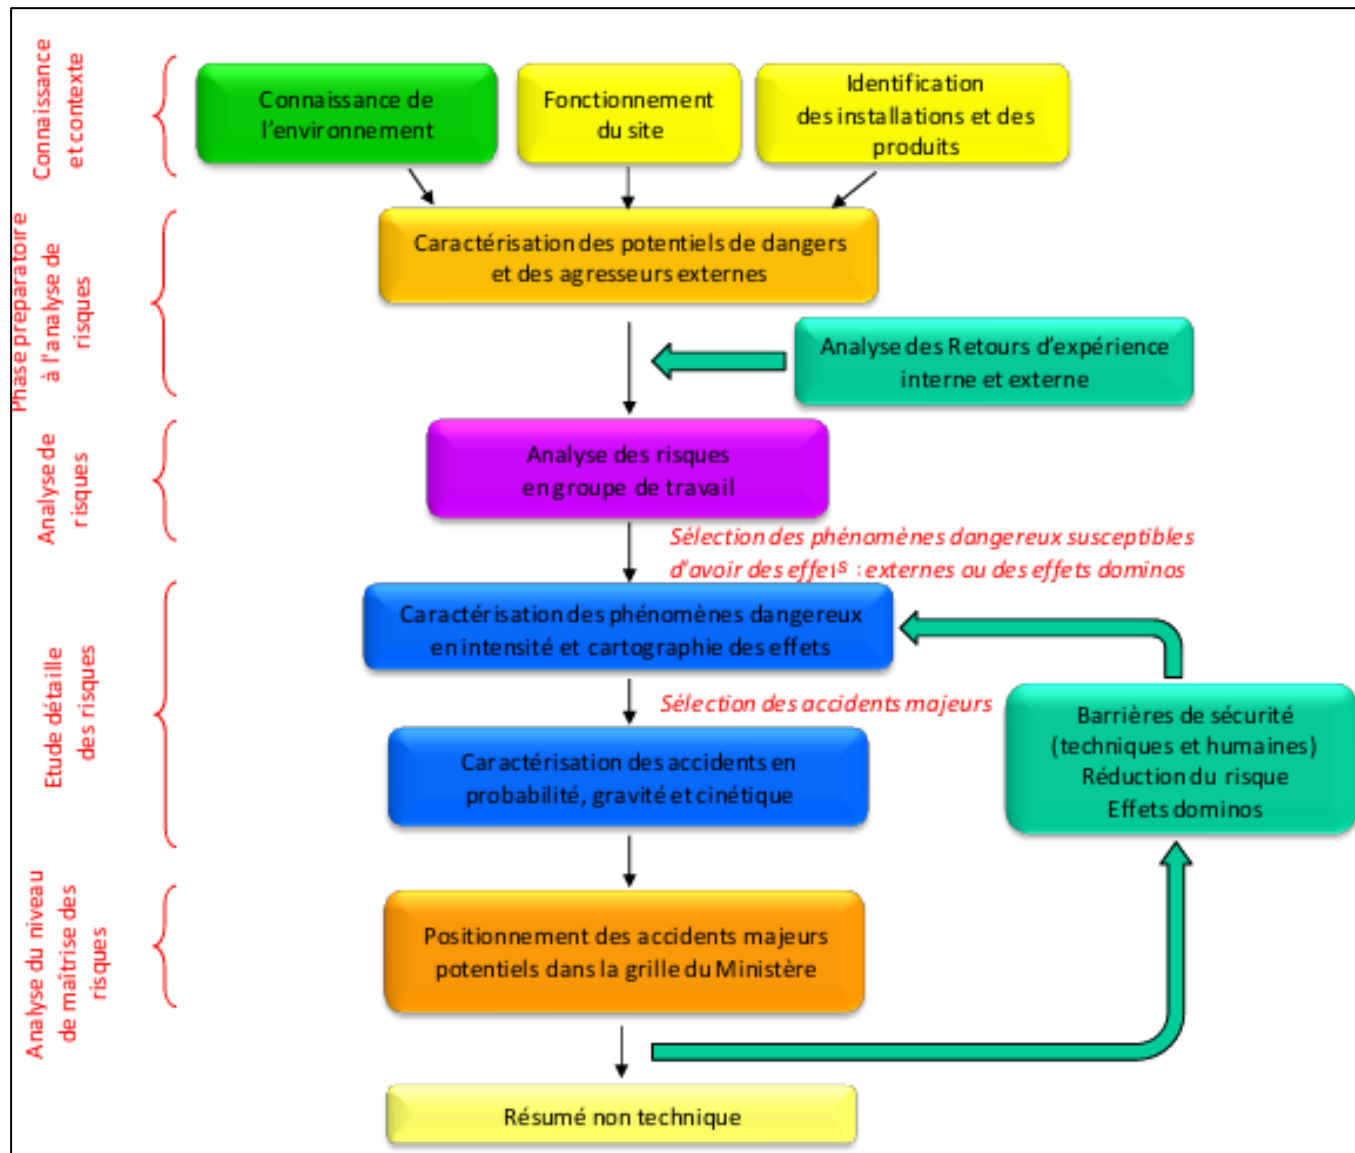 Connaissance
et contexte
Connaissance de
l'environnement
Fonctionnement
du site
Identification
des installations et des
produits
Phase preparatoire
à l'analyse de
risques
Caractérisation des potentiels de dangers
et des agresseurs externes
Analyse des Retours d'expérience
interne et externe
Analyse de
risques
Analyse des risques
en groupe de travail
Sélection des phénomènes dangereux susceptibles
d'avoir des effets : externes ou des effets dominos
Etude détaille
des risques
Caractérisation des phénomènes dangereux
en intensité et cartographie des effets
Sélection des accidents majeurs
Barrières de sécurité
(techniques et humaines)
Réduction du risque
Effets dominos
Caractérisation des accidents en
probabilité, gravité et cinétique
Analyse du niveau
de maîtrise des
risques
Positionnement des accidents majeurs
potentiels dans la grille du Ministère
Résumé non technique